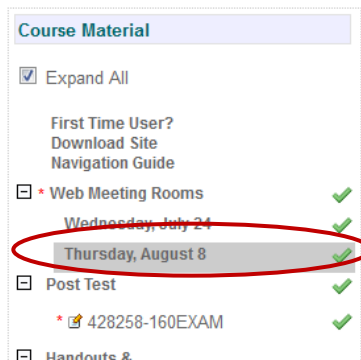 Course Material
Expand All
First Time User?
Download Site
Navigation Guide
* Web Meeting Rooms
Wednesday, July 24
Thursday, August 8
Post Test
* 428258-160EXAM
Handouts &